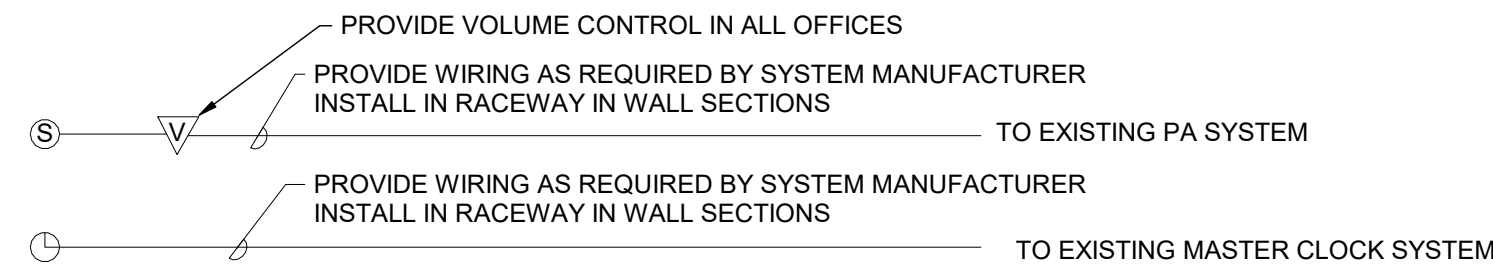 PROVIDE VOLUME CONTROL IN ALL OFFICES
PROVIDE WIRING AS REQUIRED BY SYSTEM MANUFACTURER
INSTALL IN RACEWAY IN WALL SECTIONS
S V TO EXISTING PA SYSTEM
PROVIDE WIRING AS REQUIRED BY SYSTEM MANUFACTURER
INSTALL IN RACEWAY IN WALL SECTIONS
TO EXISTING MASTER CLOCK SYSTEM